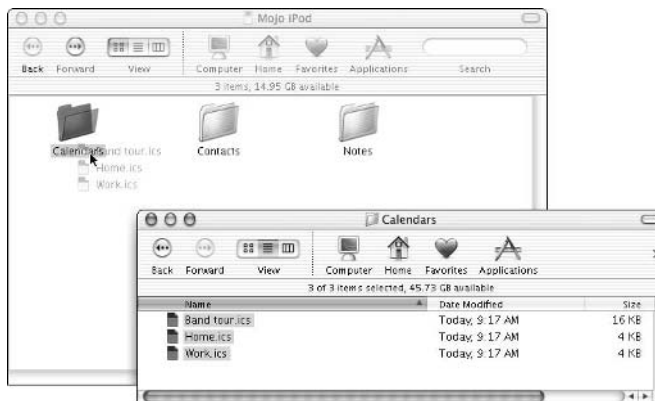 Mojo iPod
Back Forward View Computer Home Favorites Applications Search
3 items, 14.95 GB available
Calendars Contacts Notes
Band tour.ics
Home.ics
Work.ics
Calendars
Back Forward View Computer Home Favorites Applications
3 of 3 items selected, 45.73 GB available
Name Date Modified Size
Band tour.ics Today, 9:17 AM 16 KB
Home.ics Today, 9:17 AM 4 KB
Work.ics Today, 9:17 AM 4 KB